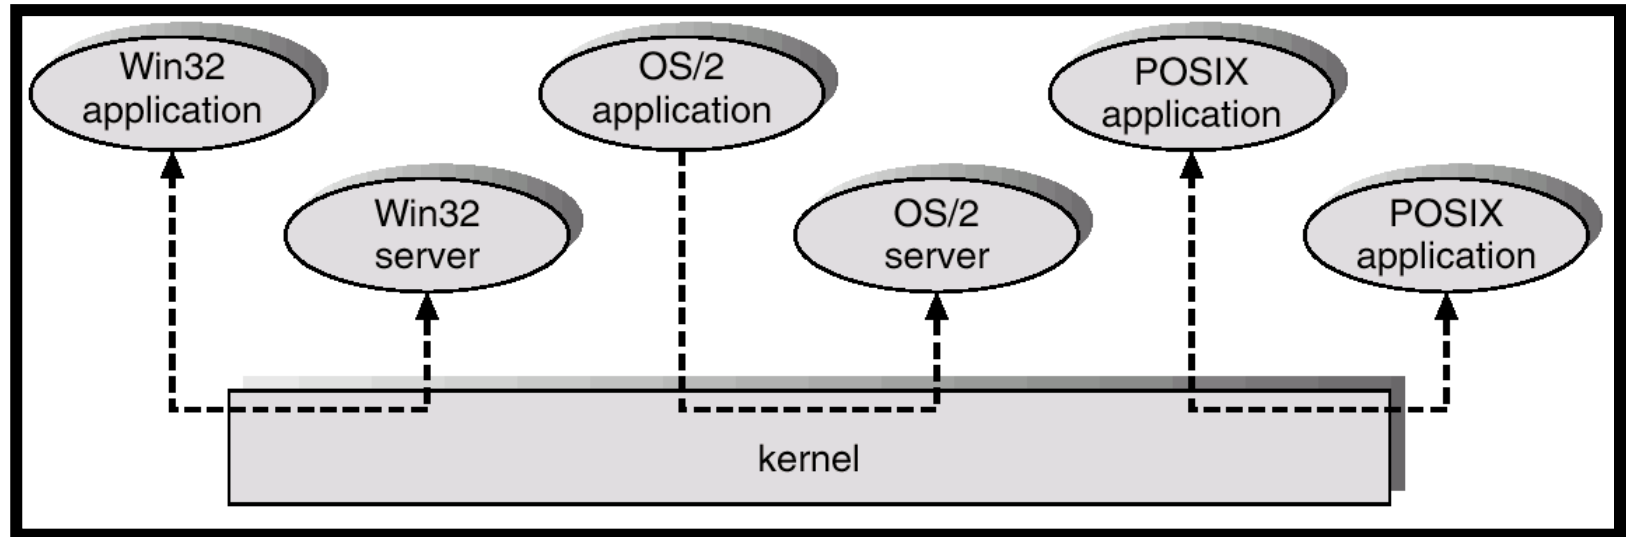 Win32
application
OS/2
application
POSIX
application
Win32
server
OS/2
server
POSIX
application
kernel